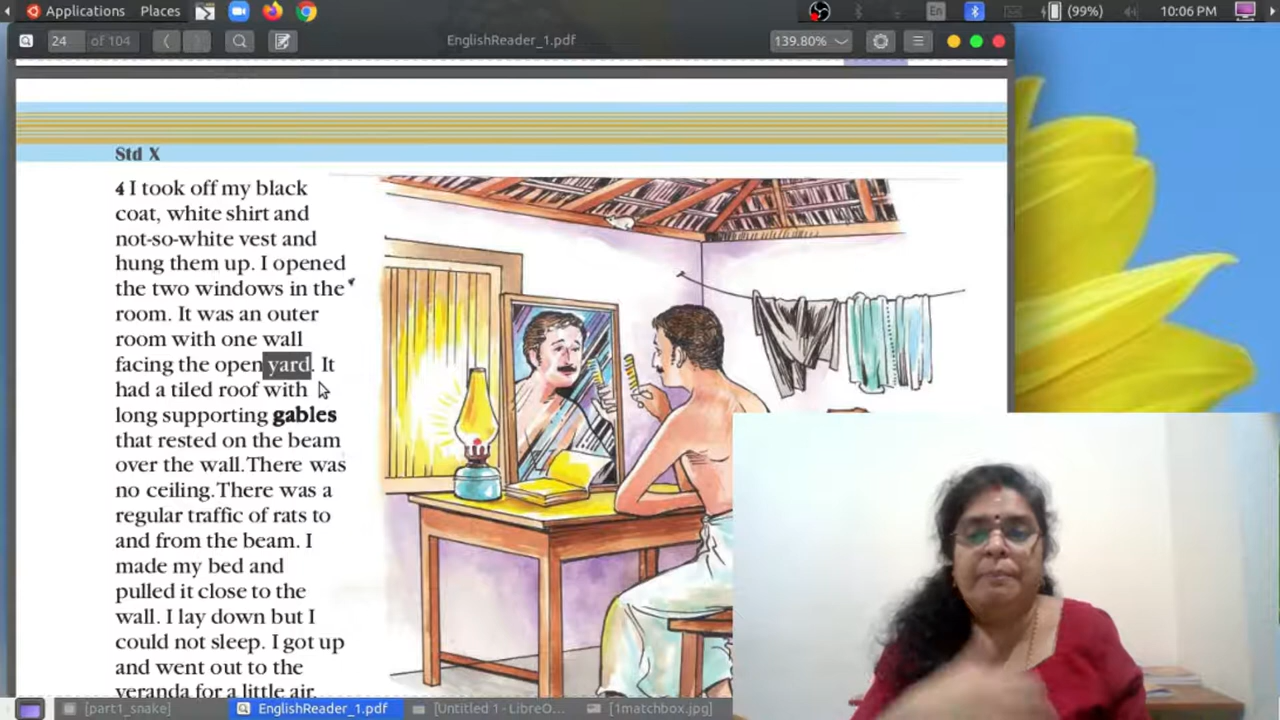 Applications Places En (99%) 10:06 PM
24 of 104 EnglishReader_1.pdf 139.80%
Std X
4 I took off my black
coat, white shirt and
not-so-white vest and
hung them up. I opened
the two windows in the
room. It was an outer
room with one wall
facing the open yard. It
had a tiled roof with
long supporting gables
that rested on the beam
over the wall.There was
no ceiling.There was a
regular traffic of rats to
and from the beam. I
made my bed and
pulled it close to the
wall. I lay down but I
could not sleep. I got up
and went out to the
veranda for a little air,
[part1_snake] EnglishReader_1.pdf [Untitled 1 - LibreO... [1matchbox.jpg]